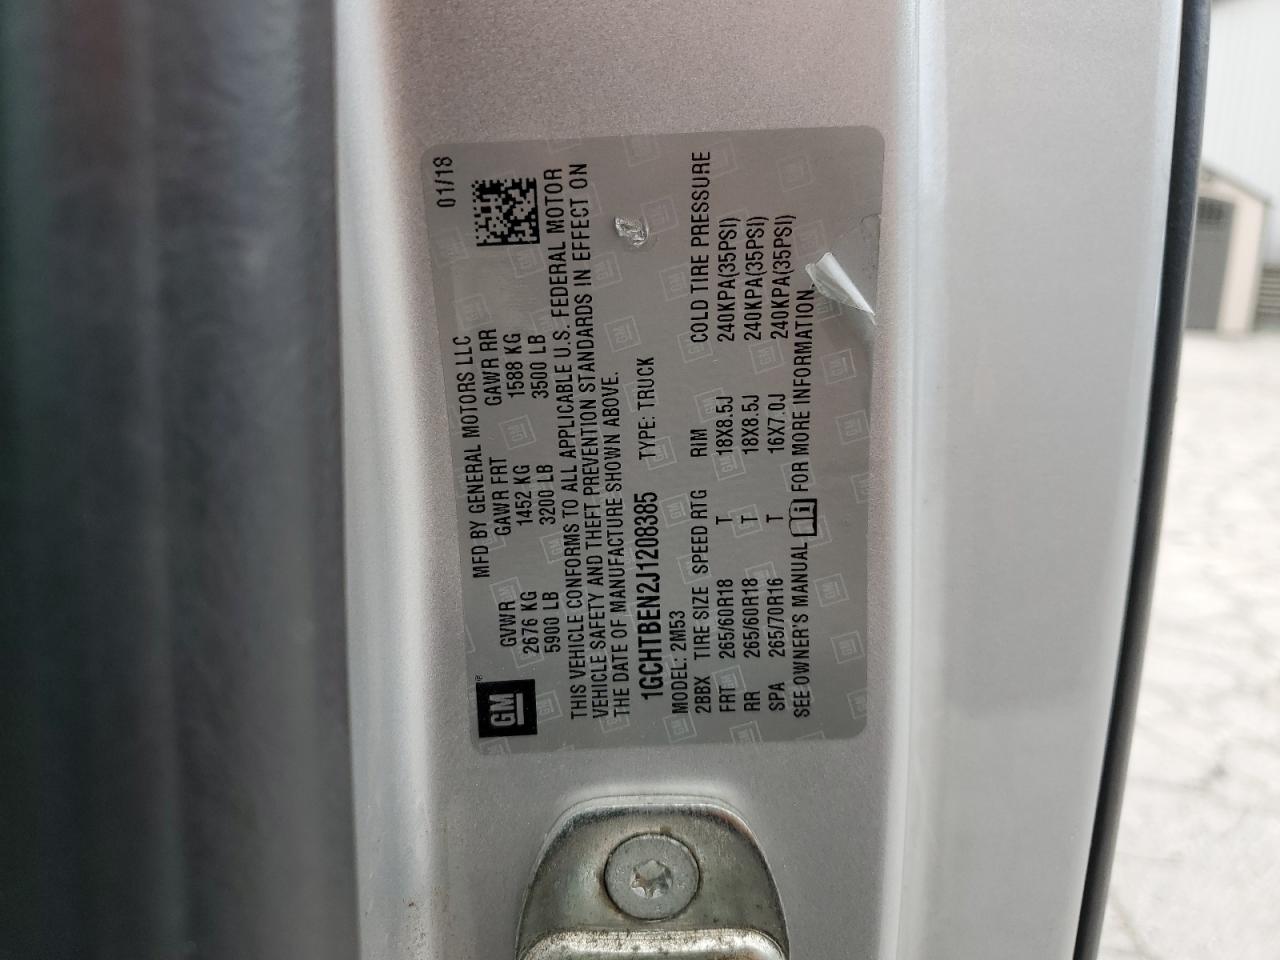 01/18
GM®
MFD BY GENERAL MOTORS LLC
GVWR GAWR FRT GAWR RR
2676 KG 1452 KG 1588 KG
5900 LB 3200 LB 3500 LB
THIS VEHICLE CONFORMS TO ALL APPLICABLE U.S. FEDERAL MOTOR
VEHICLE SAFETY AND THEFT PREVENTION STANDARDS IN EFFECT ON
THE DATE OF MANUFACTURE SHOWN ABOVE.
1GCHTBEN2J1208385 TYPE: TRUCK
MODEL: 2M53
2BBX TIRE SIZE SPEED RTG RIM COLD TIRE PRESSURE
FRT 265/60R18 T 18X8.5J 240KPA(35PSI)
RR 265/60R18 T 18X8.5J 240KPA(35PSI)
SPA 265/70R16 T 16X7.0J 240KPA(35PSI)
SEE OWNER'S MANUAL i FOR MORE INFORMATION.